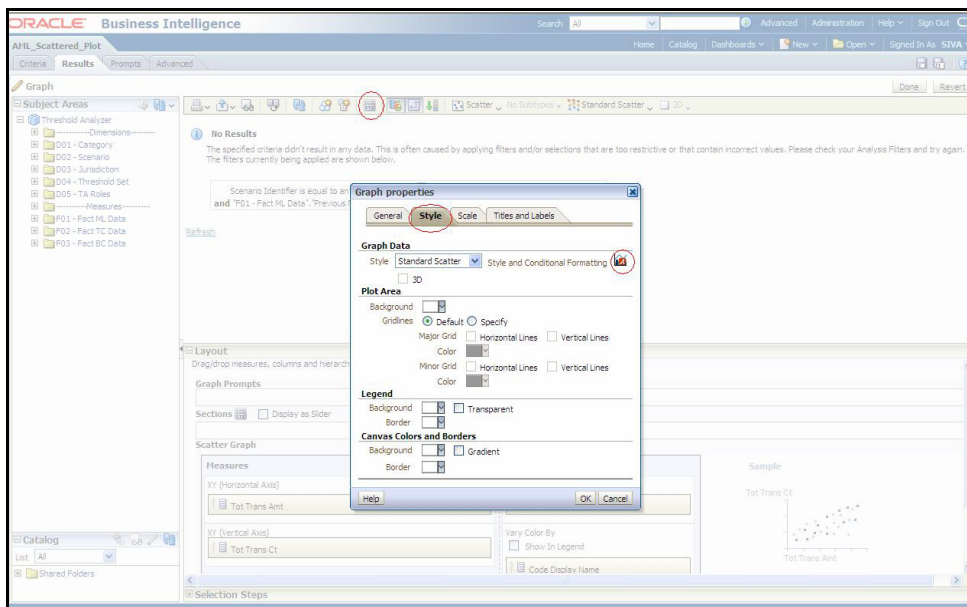 ORACLE Business Intelligence
Search All Advanced Administration Help Sign Out
AML_Scattered_Plot Home Catalog Dashboards New Open Signed In As SIVA
Criteria Results Prompts Advanced
Graph Done Revert
Subject Areas Scatter No Subtypes Standard Scatter 2D
Threshold Analyzer
-----------Dimensions--------
D01 - Category
D02 - Scenario
D03 - Jurisdiction
D04 - Threshold Set
D05 - TA Roles
----------Measures----------
F01 - Fact ML Data
F02 - Fact TC Data
F03 - Fact BC Data
No Results
The specified criteria didn't result in any data. This is often caused by applying filters and/or selections that are too restrictive or that contain incorrect values. Please check your Analysis Filters and try again.
The filters currently being applied are shown below.
Scenario Identifier is equal to
and "F01 - Fact ML Data"."Previous
Refresh
Graph properties
General Style Scale Titles and Labels
Graph Data
Style Standard Scatter Style and Conditional Formatting
3D
Plot Area
Background
Gridlines Default Specify
Major Grid Horizontal Lines Vertical Lines
Color
Minor Grid Horizontal Lines Vertical Lines
Color
Legend
Background Transparent
Border
Canvas Colors and Borders
Background Gradient
Border
Help OK Cancel
Layout
Drag/drop measures, columns and hierarch
Graph Prompts
Sections Display as Slider
Scatter Graph
Measures
XY (Horizontal Axis)
Tot Trans Amt
XY (Vertical Axis)
Tot Trans Ct
Vary Color By
Show In Legend
Code Display Name
Sample
Tot Trans Ct
Tot Trans Amt
Catalog
List All
Shared Folders
Selection Steps